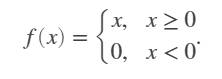 f(x) = { x, x ≥ 0
0, x < 0.